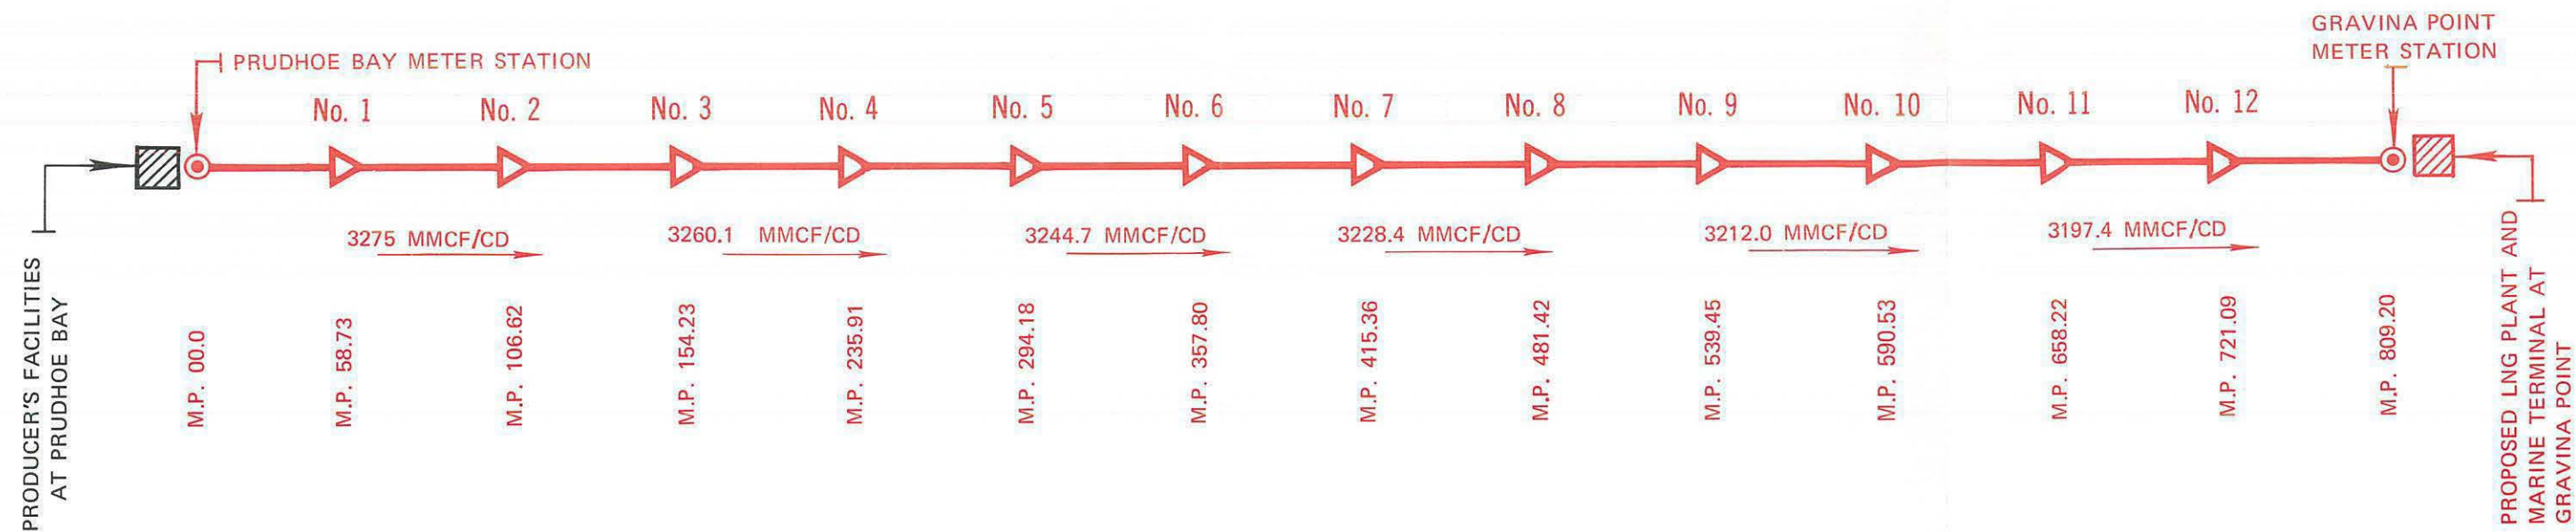 GRAVINA POINT
METER STATION
PRUDHOE BAY METER STATION
No. 1
No. 2
No. 3
No. 4
No. 5
No. 6
No. 7
No. 8
No. 9
No. 10
No. 11
No. 12
3275 MMCF/CD
3260.1 MMCF/CD
3244.7 MMCF/CD
3228.4 MMCF/CD
3212.0 MMCF/CD
3197.4 MMCF/CD
PRODUCER'S FACILITIES
AT PRUDHOE BAY
M.P. 00.0
M.P. 58.73
M.P. 106.62
M.P. 154.23
M.P. 235.91
M.P. 294.18
M.P. 357.80
M.P. 415.36
M.P. 481.42
M.P. 539.45
M.P. 590.53
M.P. 658.22
M.P. 721.09
M.P. 809.20
PROPOSED LNG PLANT AND
MARINE TERMINAL AT
GRAVINA POINT